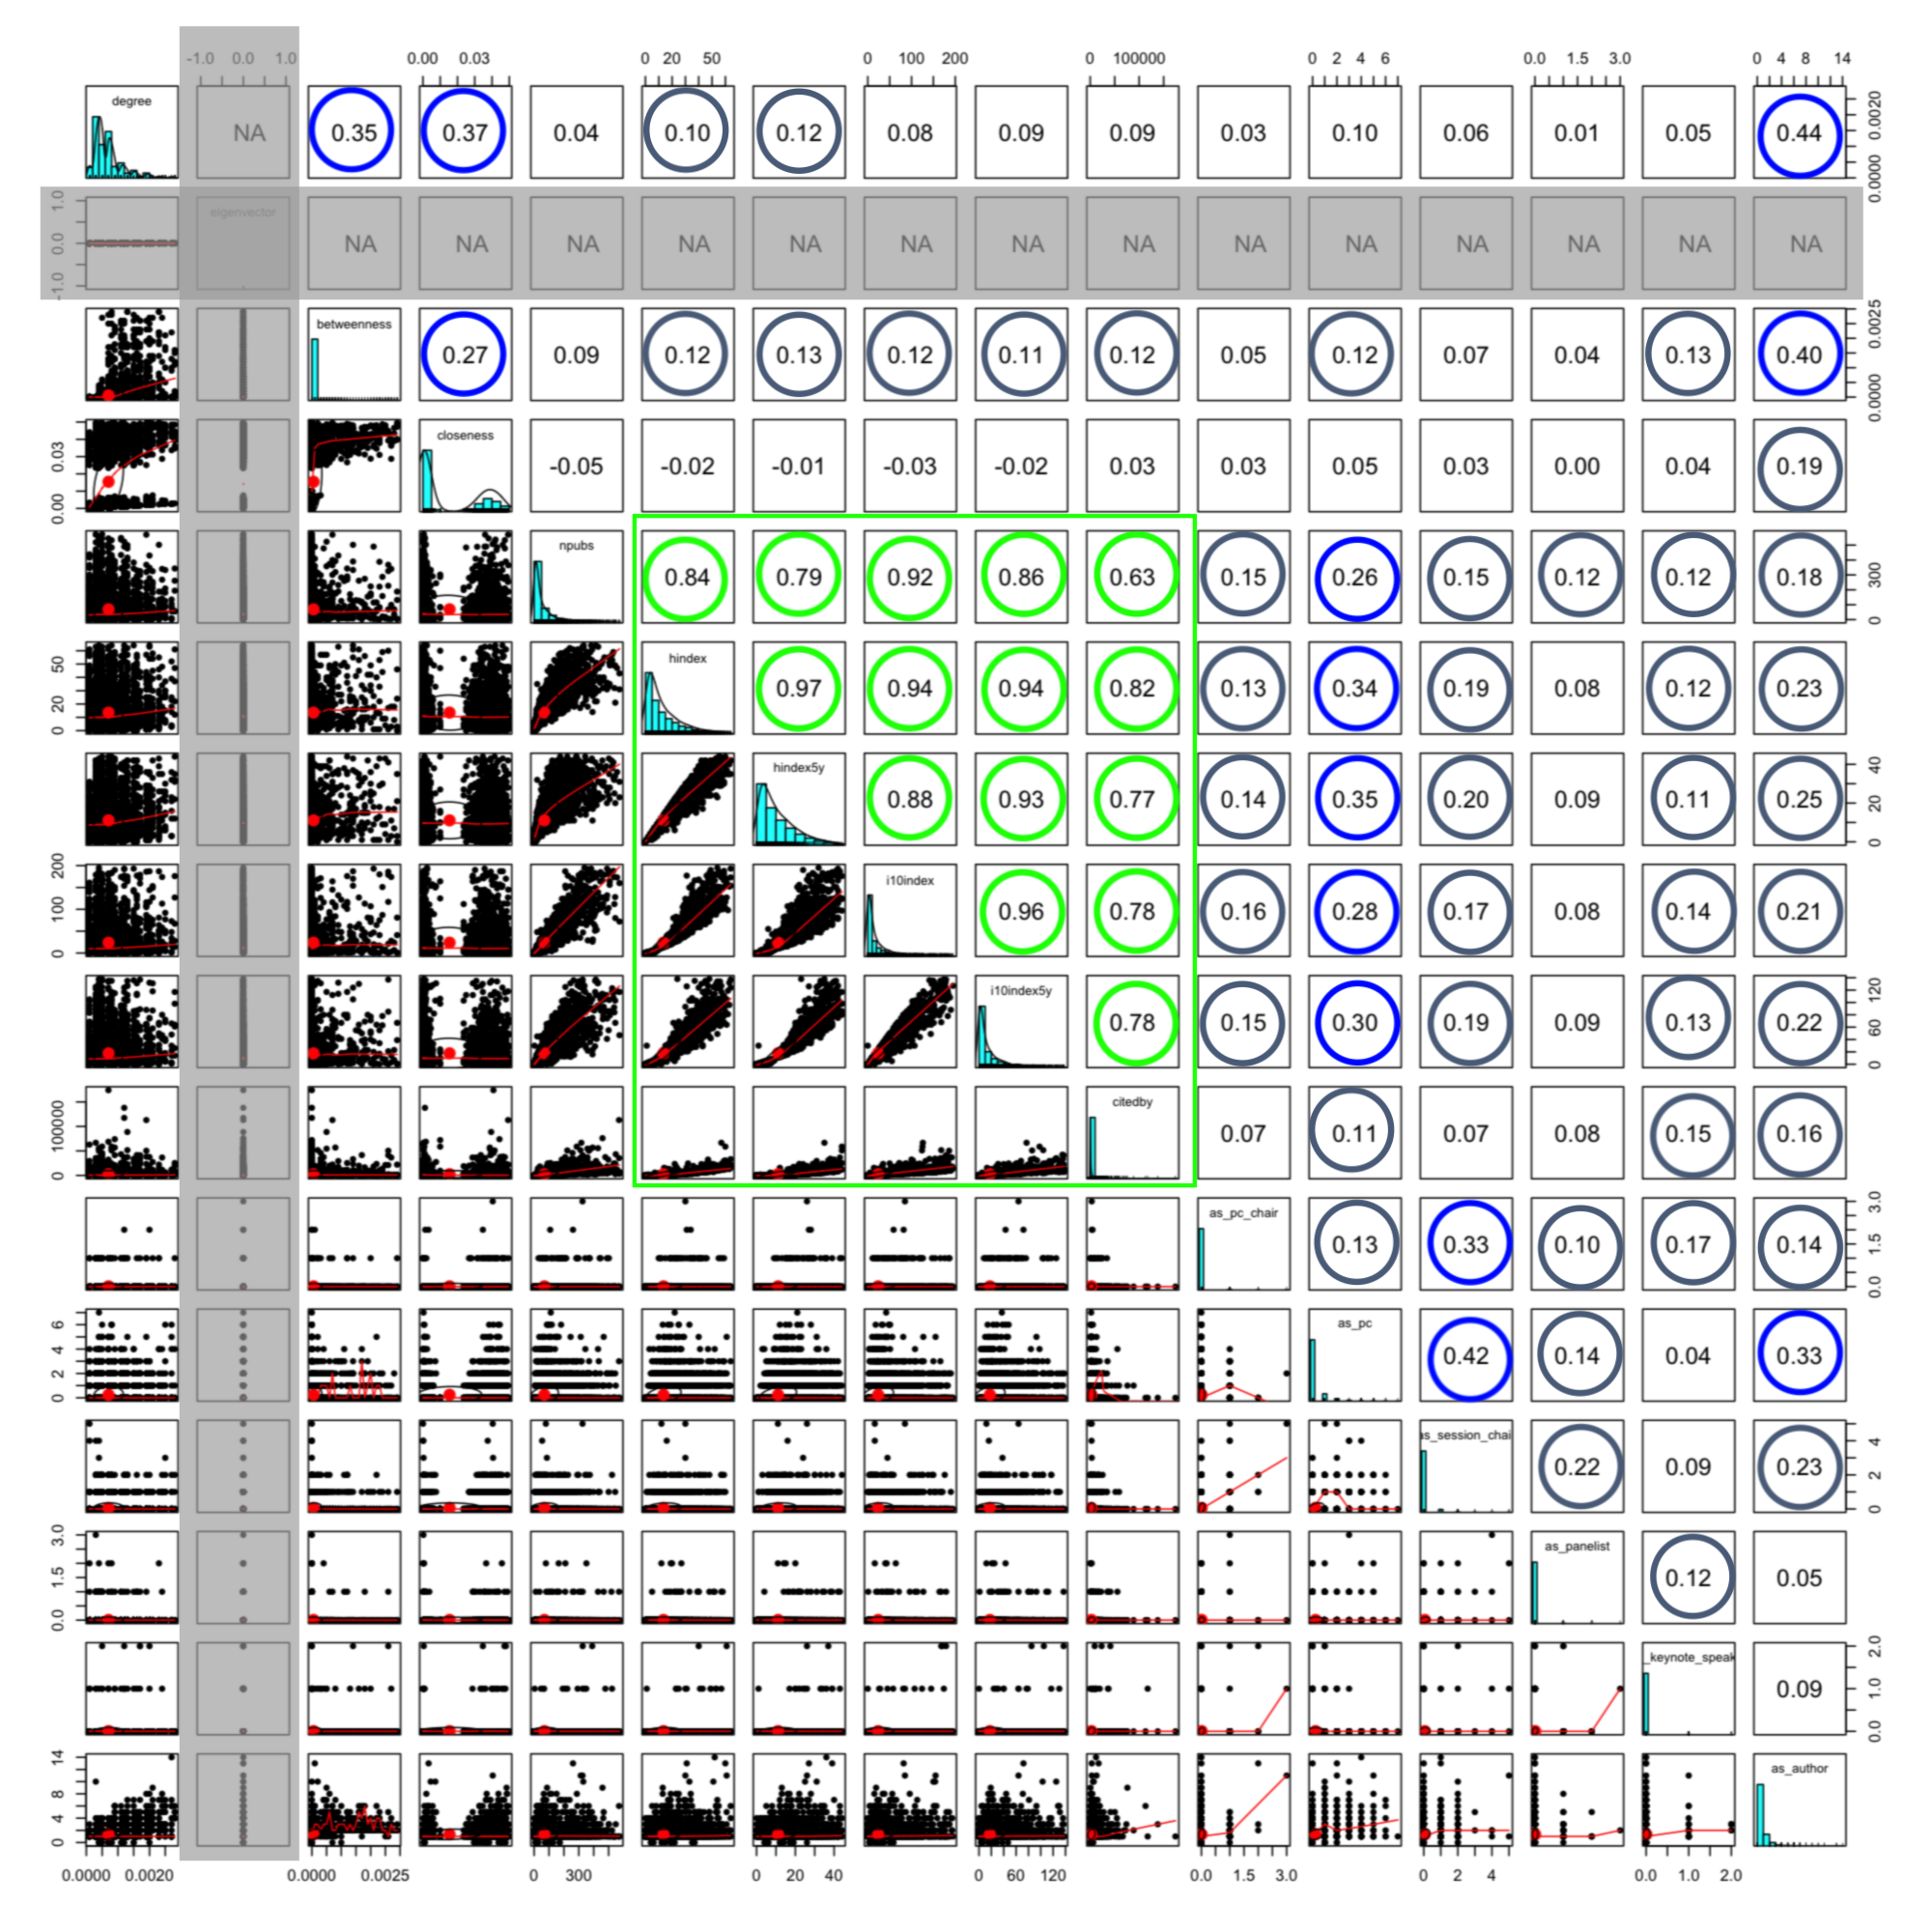 -1.0 0.0 1.0 0.00 0.03 0 20 50 0 100 200 0 100000 0 2 4 6 0.0 1.5 3.0 0 4 8 14
degree NA 0.35 0.37 0.04 0.10 0.12 0.08 0.09 0.09 0.03 0.10 0.06 0.01 0.05 0.44 0.0000 0.0020
-1.0 0.0 1.0 eigenvector NA NA NA NA NA NA NA NA NA NA NA NA NA NA
betweenness 0.27 0.09 0.12 0.13 0.12 0.11 0.12 0.05 0.12 0.07 0.04 0.13 0.40 0.0000 0.0025
0.00 0.03 closeness -0.05 -0.02 -0.01 -0.03 -0.02 0.03 0.03 0.05 0.03 0.00 0.04 0.19
npubs 0.84 0.79 0.92 0.86 0.63 0.15 0.26 0.15 0.12 0.12 0.18 0 300
0 20 50 hindex 0.97 0.94 0.94 0.82 0.13 0.34 0.19 0.08 0.12 0.23
hindex5y 0.88 0.93 0.77 0.14 0.35 0.20 0.09 0.11 0.25 0 20 40
0 100 200 i10index 0.96 0.78 0.16 0.28 0.17 0.08 0.14 0.21
i10index5y 0.78 0.15 0.30 0.19 0.09 0.13 0.22 0 60 120
0 100000 citedby 0.07 0.11 0.07 0.08 0.15 0.16
as_pc_chair 0.13 0.33 0.10 0.17 0.14 0.0 1.5 3.0
0 2 4 6 as_pc 0.42 0.14 0.04 0.33
as_session_chai 0.22 0.09 0.23 0 2 4
0.0 1.5 3.0 as_panelist 0.12 0.05
_keynote_speak 0.09 0.0 1.0 2.0
0 4 8 14 as_author
0.0000 0.0020 0.0000 0.0025 0 300 0 20 40 0 60 120 0.0 1.5 3.0 0 2 4 0.0 1.0 2.0